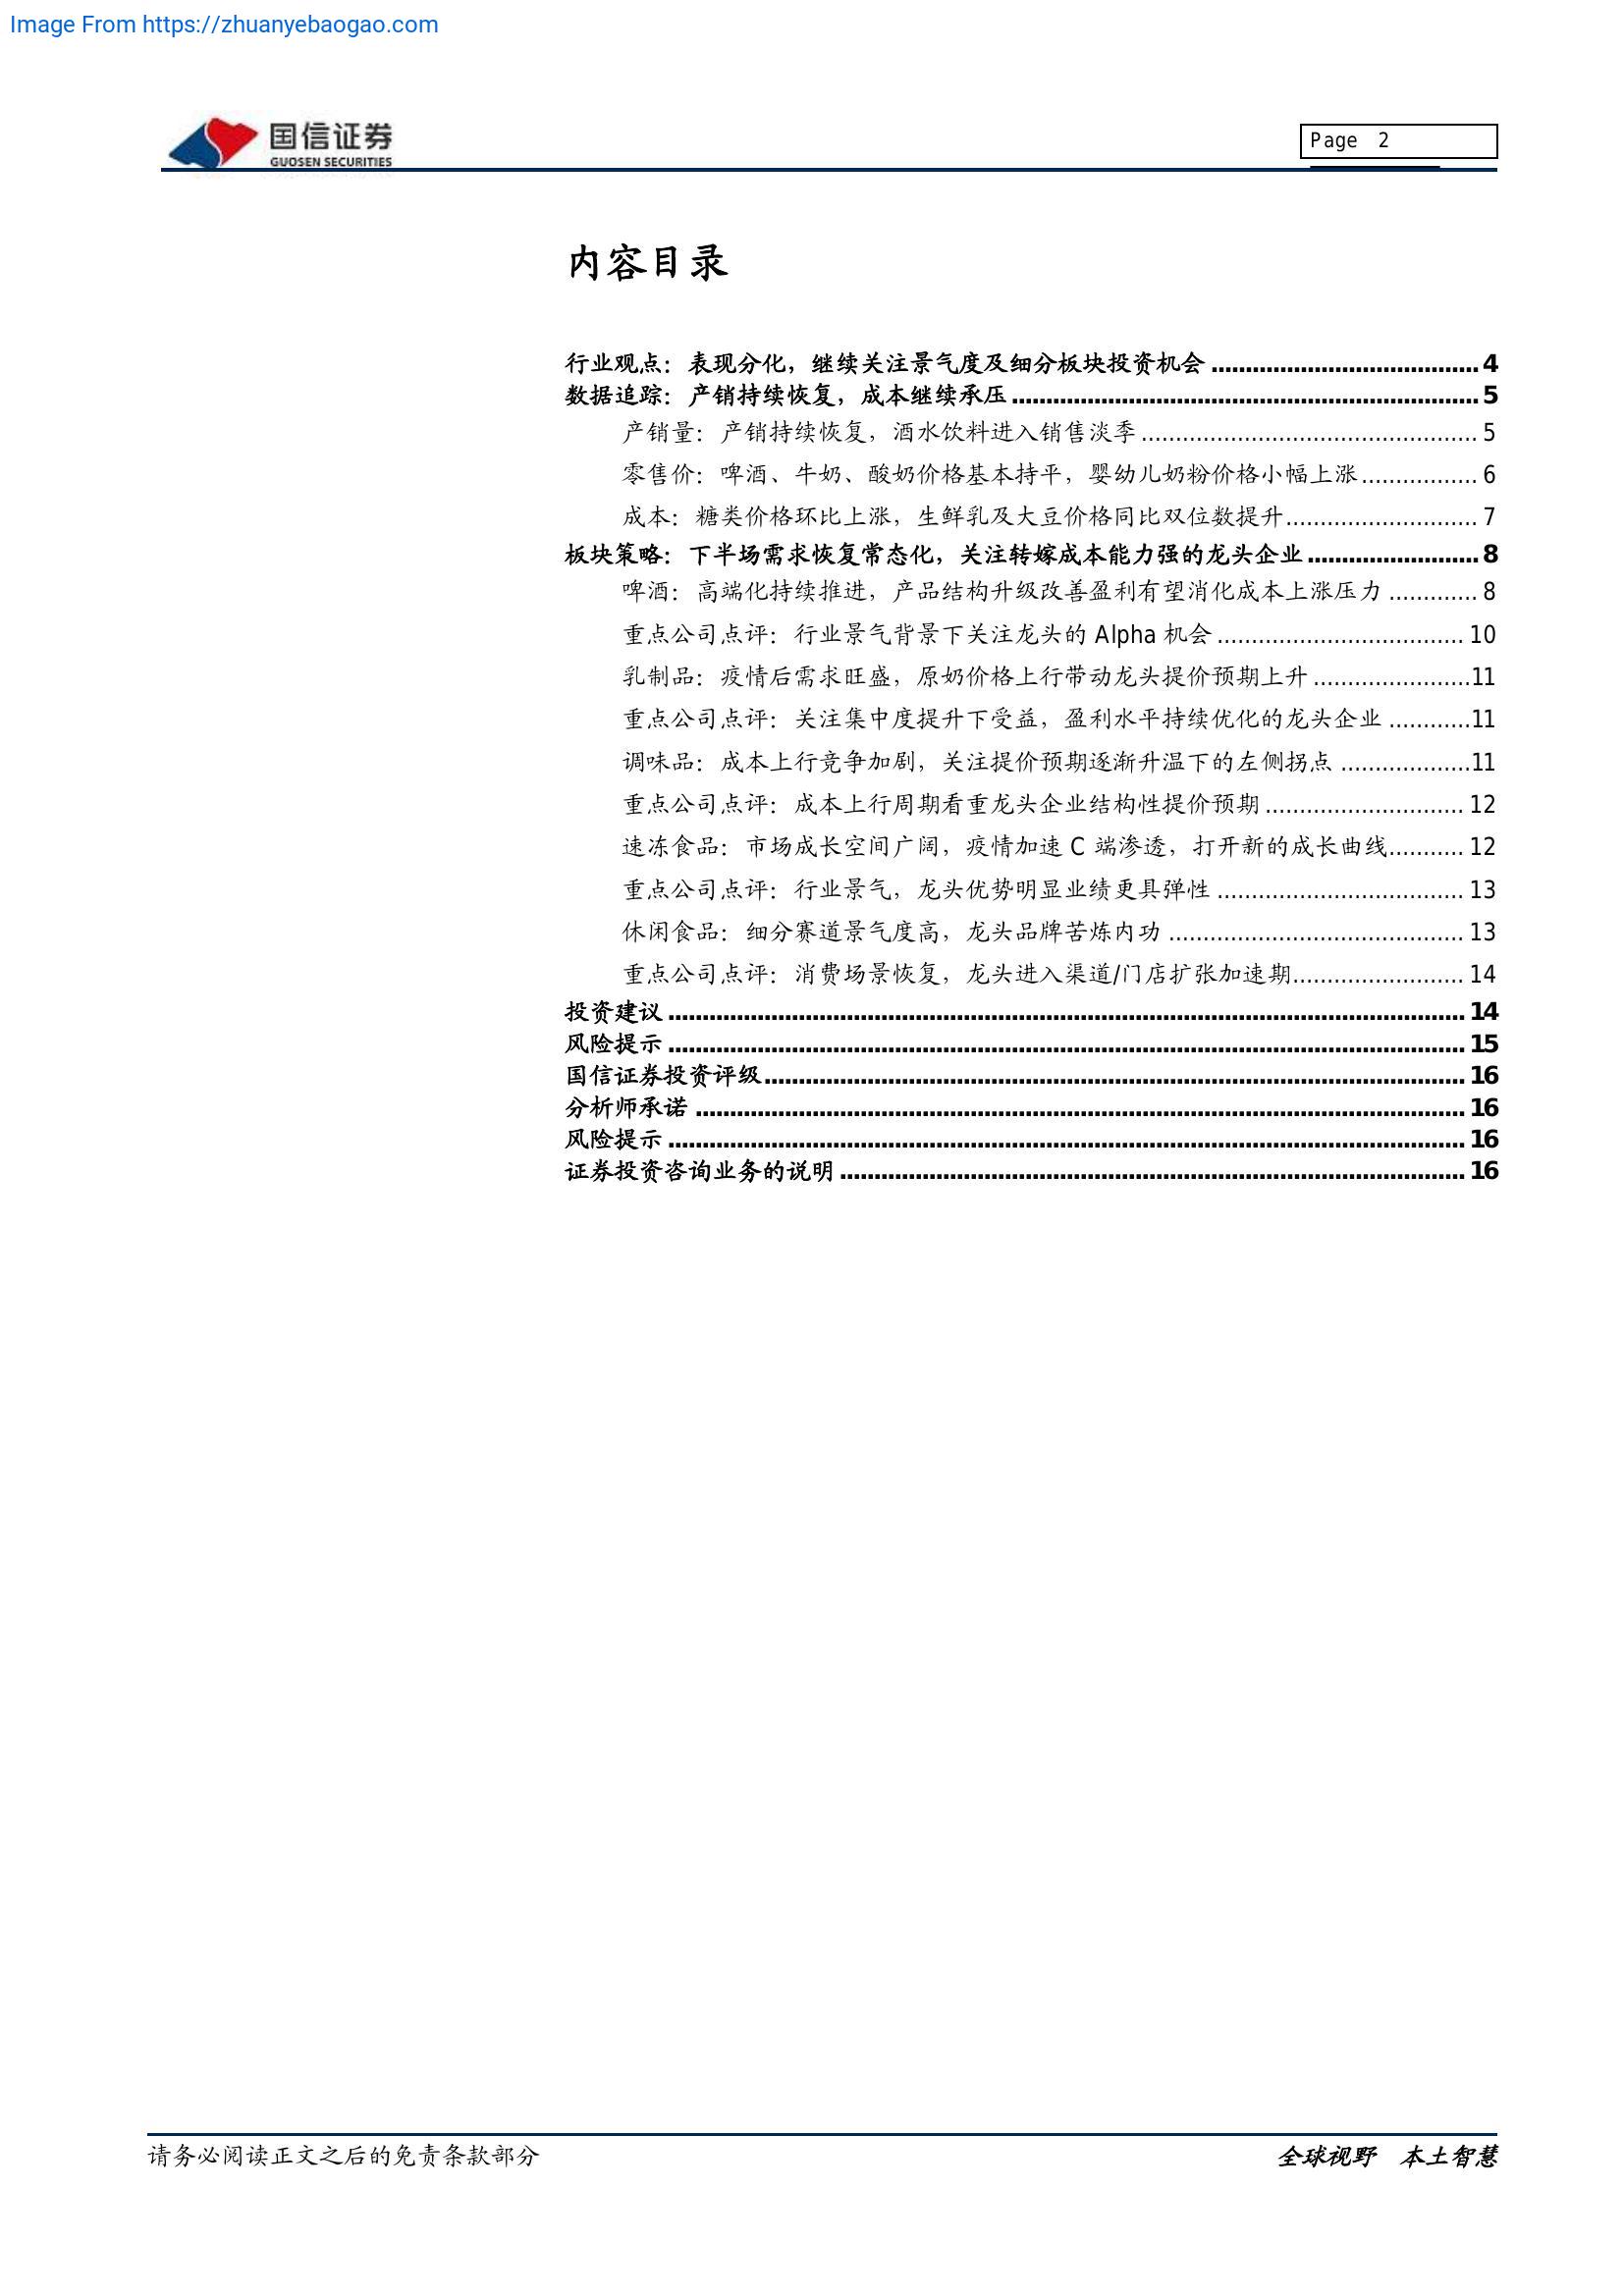 Image From https://zhuanyebaogao.com
国信证券
GUOSEN SECURITIES
Page 2
内容目录
行业观点：表现分化，继续关注景气度及细分板块投资机会 ....................................... 4
数据追踪：产销持续恢复，成本继续承压 .................................................................... 5
产销量：产销持续恢复，酒水饮料进入销售淡季 ................................................. 5
零售价：啤酒、牛奶、酸奶价格基本持平，婴幼儿奶粉价格小幅上涨 ................. 6
成本：糖类价格环比上涨，生鲜乳及大豆价格同比双位数提升 ............................ 7
板块策略：下半场需求恢复常态化，关注转嫁成本能力强的龙头企业 ......................... 8
啤酒：高端化持续推进，产品结构升级改善盈利有望消化成本上涨压力 ............. 8
重点公司点评：行业景气背景下关注龙头的 Alpha 机会 .................................... 10
乳制品：疫情后需求旺盛，原奶价格上行带动龙头提价预期上升 ....................... 11
重点公司点评：关注集中度提升下受益，盈利水平持续优化的龙头企业 ............ 11
调味品：成本上行竞争加剧，关注提价预期逐渐升温下的左侧拐点 ................... 11
重点公司点评：成本上行周期看重龙头企业结构性提价预期 ............................. 12
速冻食品：市场成长空间广阔，疫情加速 C 端渗透，打开新的成长曲线 ........... 12
重点公司点评：行业景气，龙头优势明显业绩更具弹性 .................................... 13
休闲食品：细分赛道景气度高，龙头品牌苦炼内功 ........................................... 13
重点公司点评：消费场景恢复，龙头进入渠道/门店扩张加速期 ......................... 14
投资建议 .................................................................................................................... 14
风险提示 .................................................................................................................... 15
国信证券投资评级 ...................................................................................................... 16
分析师承诺 ................................................................................................................ 16
风险提示 .................................................................................................................... 16
证券投资咨询业务的说明 ........................................................................................... 16
请务必阅读正文之后的免责条款部分
全球视野 本土智慧